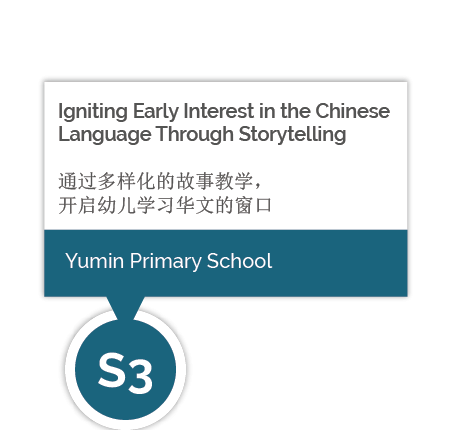 Igniting Early Interest in the Chinese
Language Through Storytelling
通过多样化的故事教学，
开启幼儿学习华文的窗口
Yumin Primary School
S3